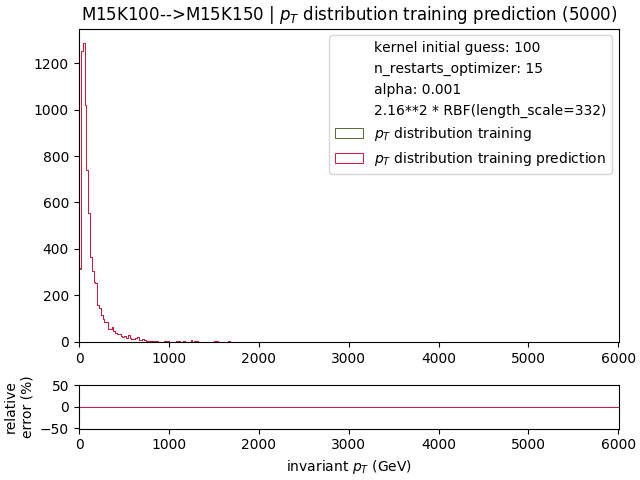 M15K100-->M15K150 | p_T distribution training prediction (5000)
kernel initial guess: 100
n_restarts_optimizer: 15
alpha: 0.001
2.16**2 * RBF(length_scale=332)
p_T distribution training
p_T distribution training prediction
1200
1000
800
600
400
200
0
0 1000 2000 3000 4000 5000 6000
relative
error (%)
50
0
−50
0 1000 2000 3000 4000 5000 6000
invariant p_T (GeV)